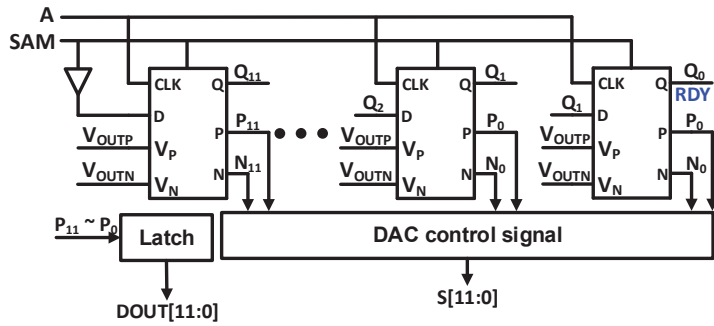 A
SAM
CLK Q Q11
D
VOUTP VP P P11
VOUTN VN N N11
CLK Q Q1
Q2 D
VOUTP VP P P0
VOUTN VN N N0
CLK Q Q0
RDY
Q1 D
VOUTP VP P P0
VOUTN VN N N0
P11 ~ P0
Latch
DAC control signal
DOUT[11:0]
S[11:0]